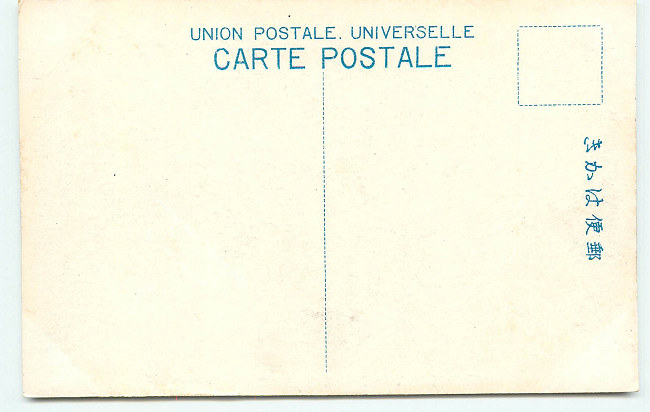 UNION POSTALE. UNIVERSELLE
CARTE POSTALE
郵便はかき